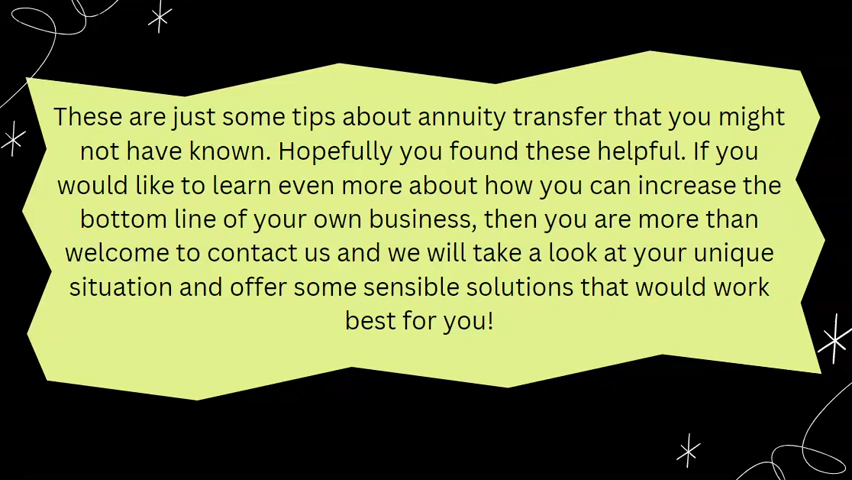 These are just some tips about annuity transfer that you might
not have known. Hopefully you found these helpful. If you
would like to learn even more about how you can increase the
bottom line of your own business, then you are more than
welcome to contact us and we will take a look at your unique
situation and offer some sensible solutions that would work
best for you!